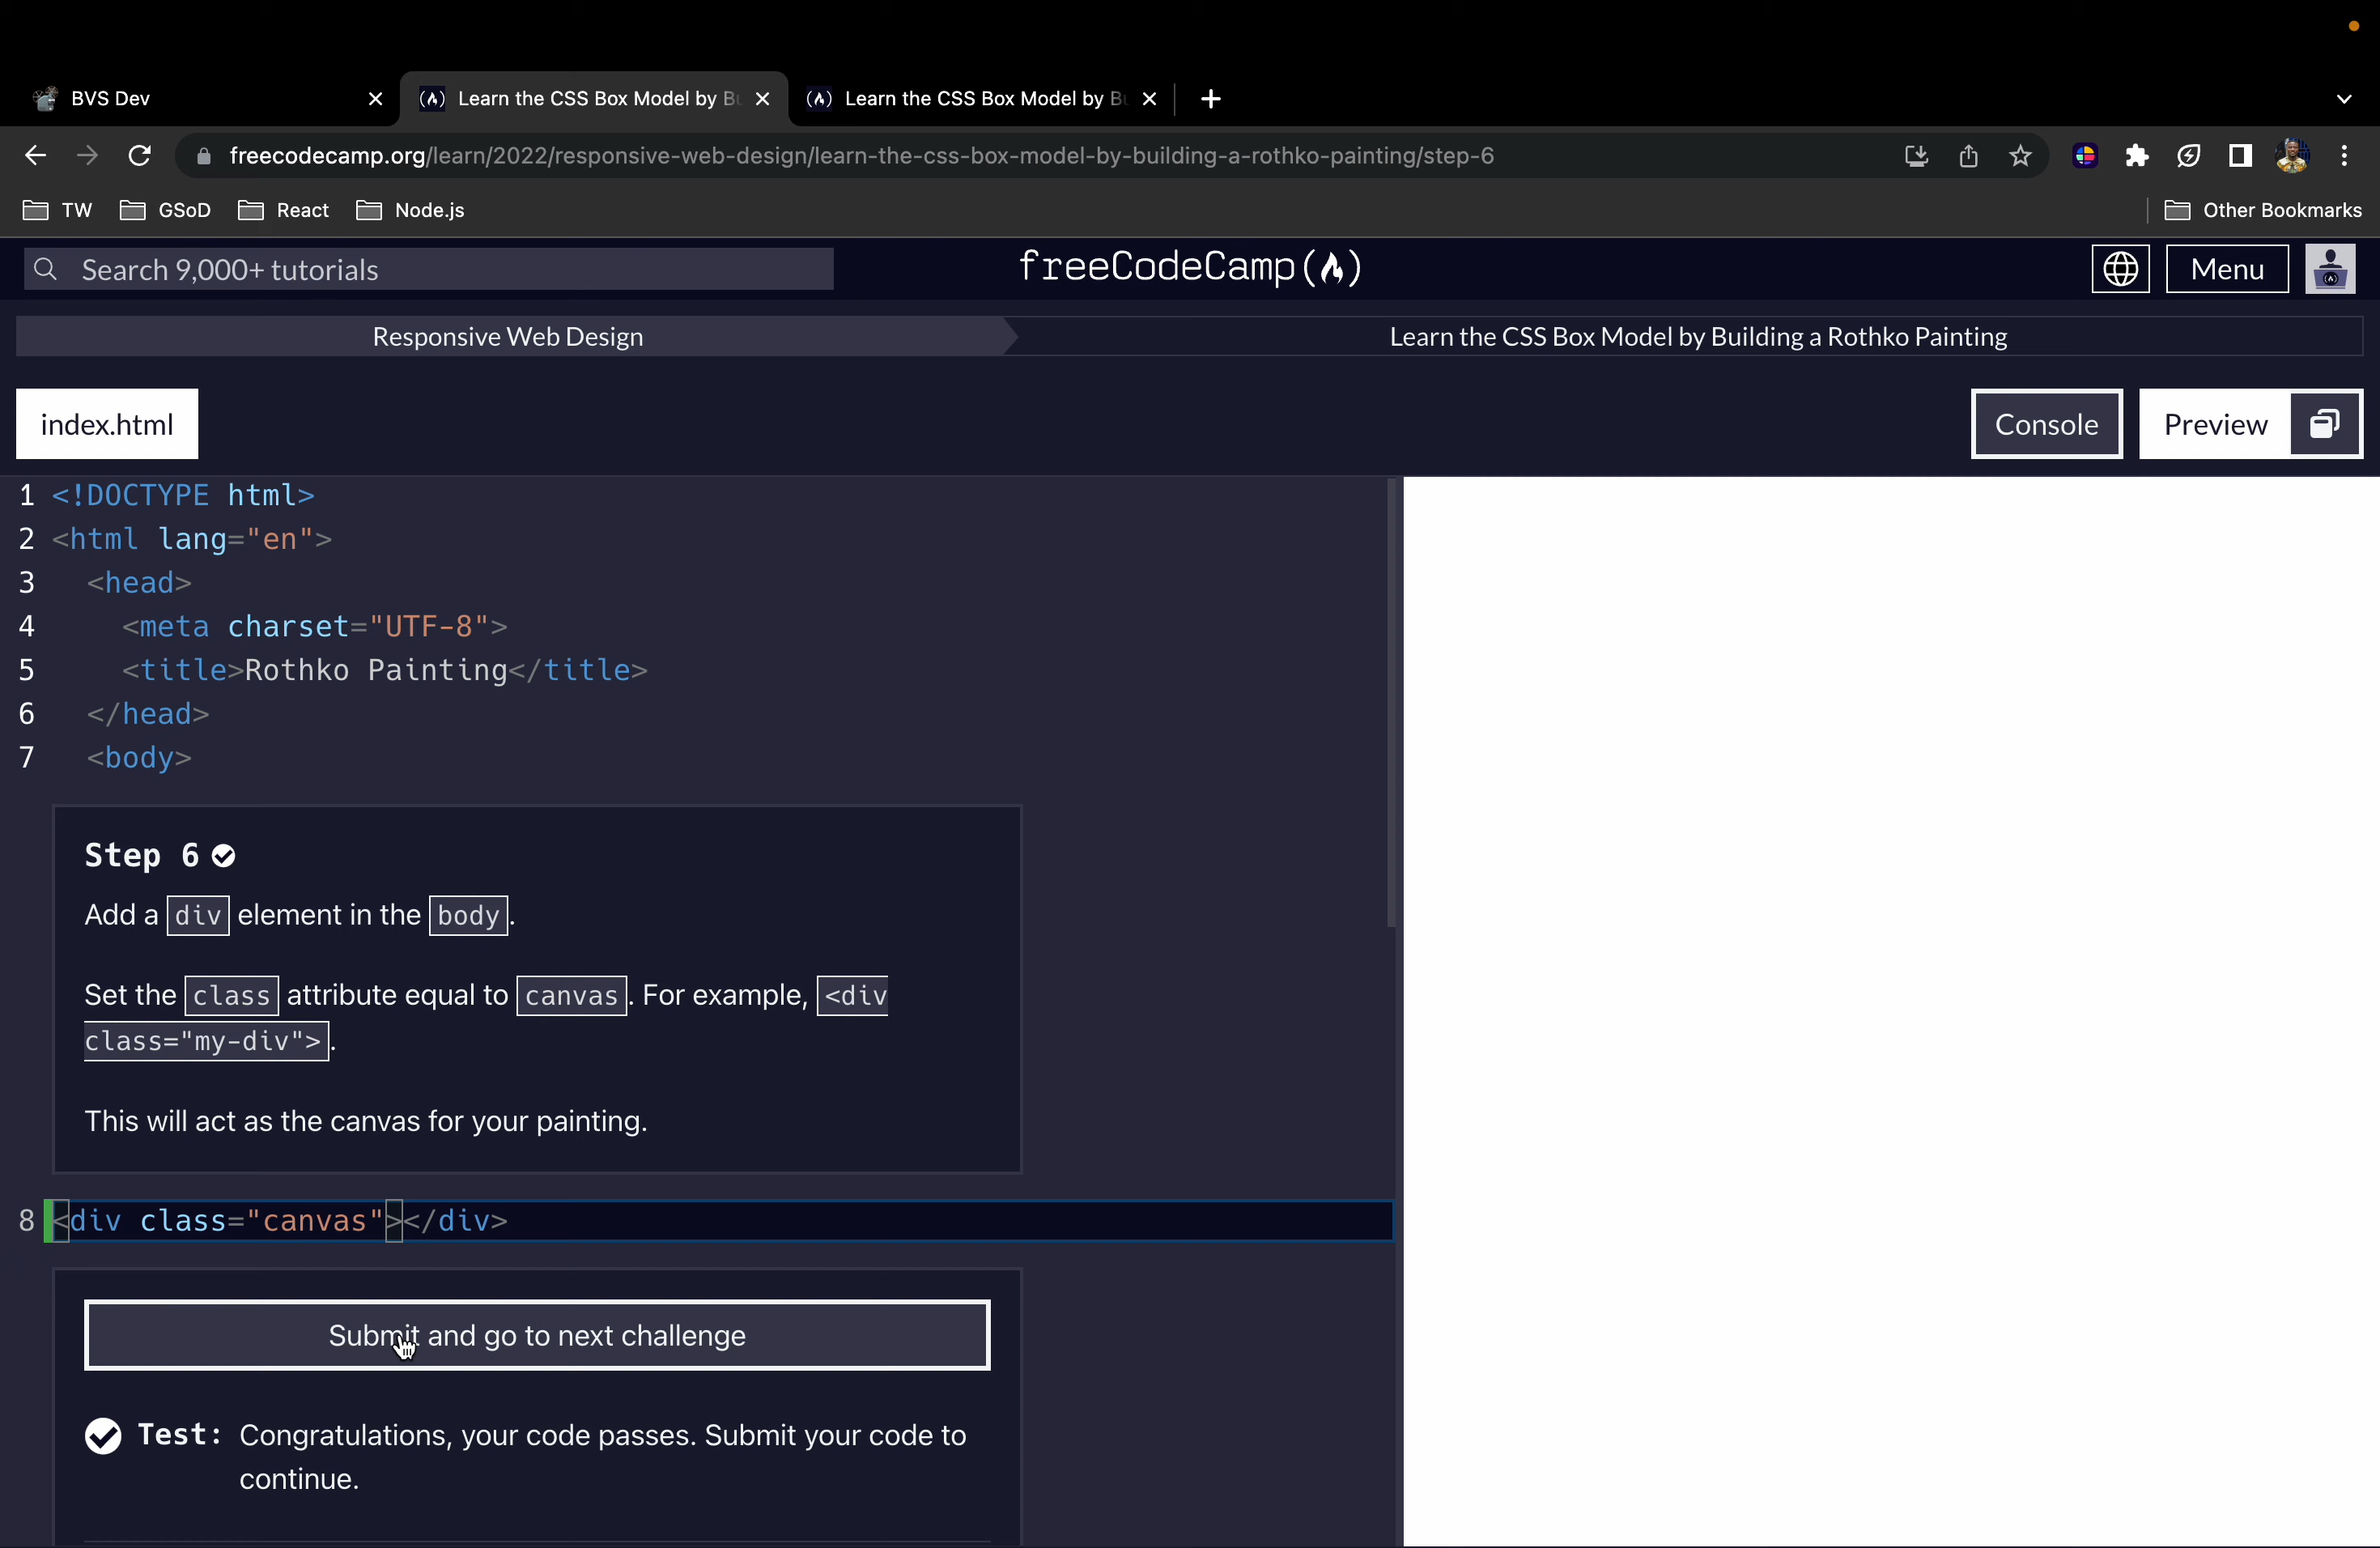 BVS Dev
Learn the CSS Box Model by Bu
Learn the CSS Box Model by Bu
freecodecamp.org/learn/2022/responsive-web-design/learn-the-css-box-model-by-building-a-rothko-painting/step-6
TW GSoD React Node.js Other Bookmarks
Search 9,000+ tutorials freeCodeCamp Menu
Responsive Web Design Learn the CSS Box Model by Building a Rothko Painting
index.html Console Preview
1 <!DOCTYPE html>
2 <html lang="en">
3 <head>
4 <meta charset="UTF-8">
5 <title>Rothko Painting</title>
6 </head>
7 <body>
Step 6
Add a div element in the body.
Set the class attribute equal to canvas. For example, <div
class="my-div">.
This will act as the canvas for your painting.
8 <div class="canvas"></div>
Submit and go to next challenge
Test: Congratulations, your code passes. Submit your code to
continue.